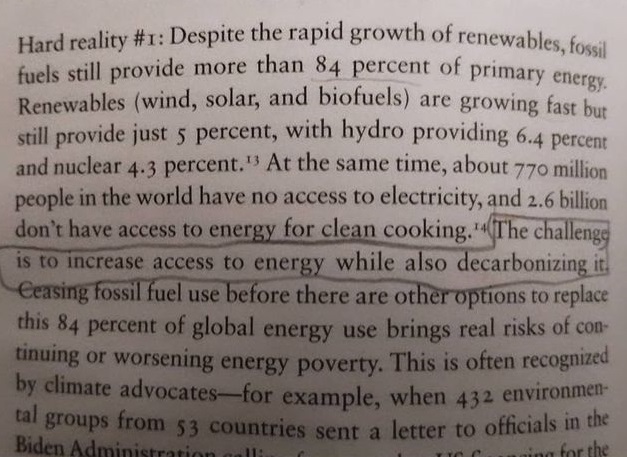 Hard reality #1: Despite the rapid growth of renewables, fossil
fuels still provide more than 84 percent of primary energy.
Renewables (wind, solar, and biofuels) are growing fast but
still provide just 5 percent, with hydro providing 6.4 percent
and nuclear 4.3 percent.¹³ At the same time, about 770 million
people in the world have no access to electricity, and 2.6 billion
don't have access to energy for clean cooking.¹⁴ The challenge
is to increase access to energy while also decarbonizing it.
Ceasing fossil fuel use before there are other options to replace
this 84 percent of global energy use brings real risks of con-
tinuing or worsening energy poverty. This is often recognized
by climate advocates—for example, when 432 environmen-
tal groups from 53 countries sent a letter to officials in the
Biden Administration for the